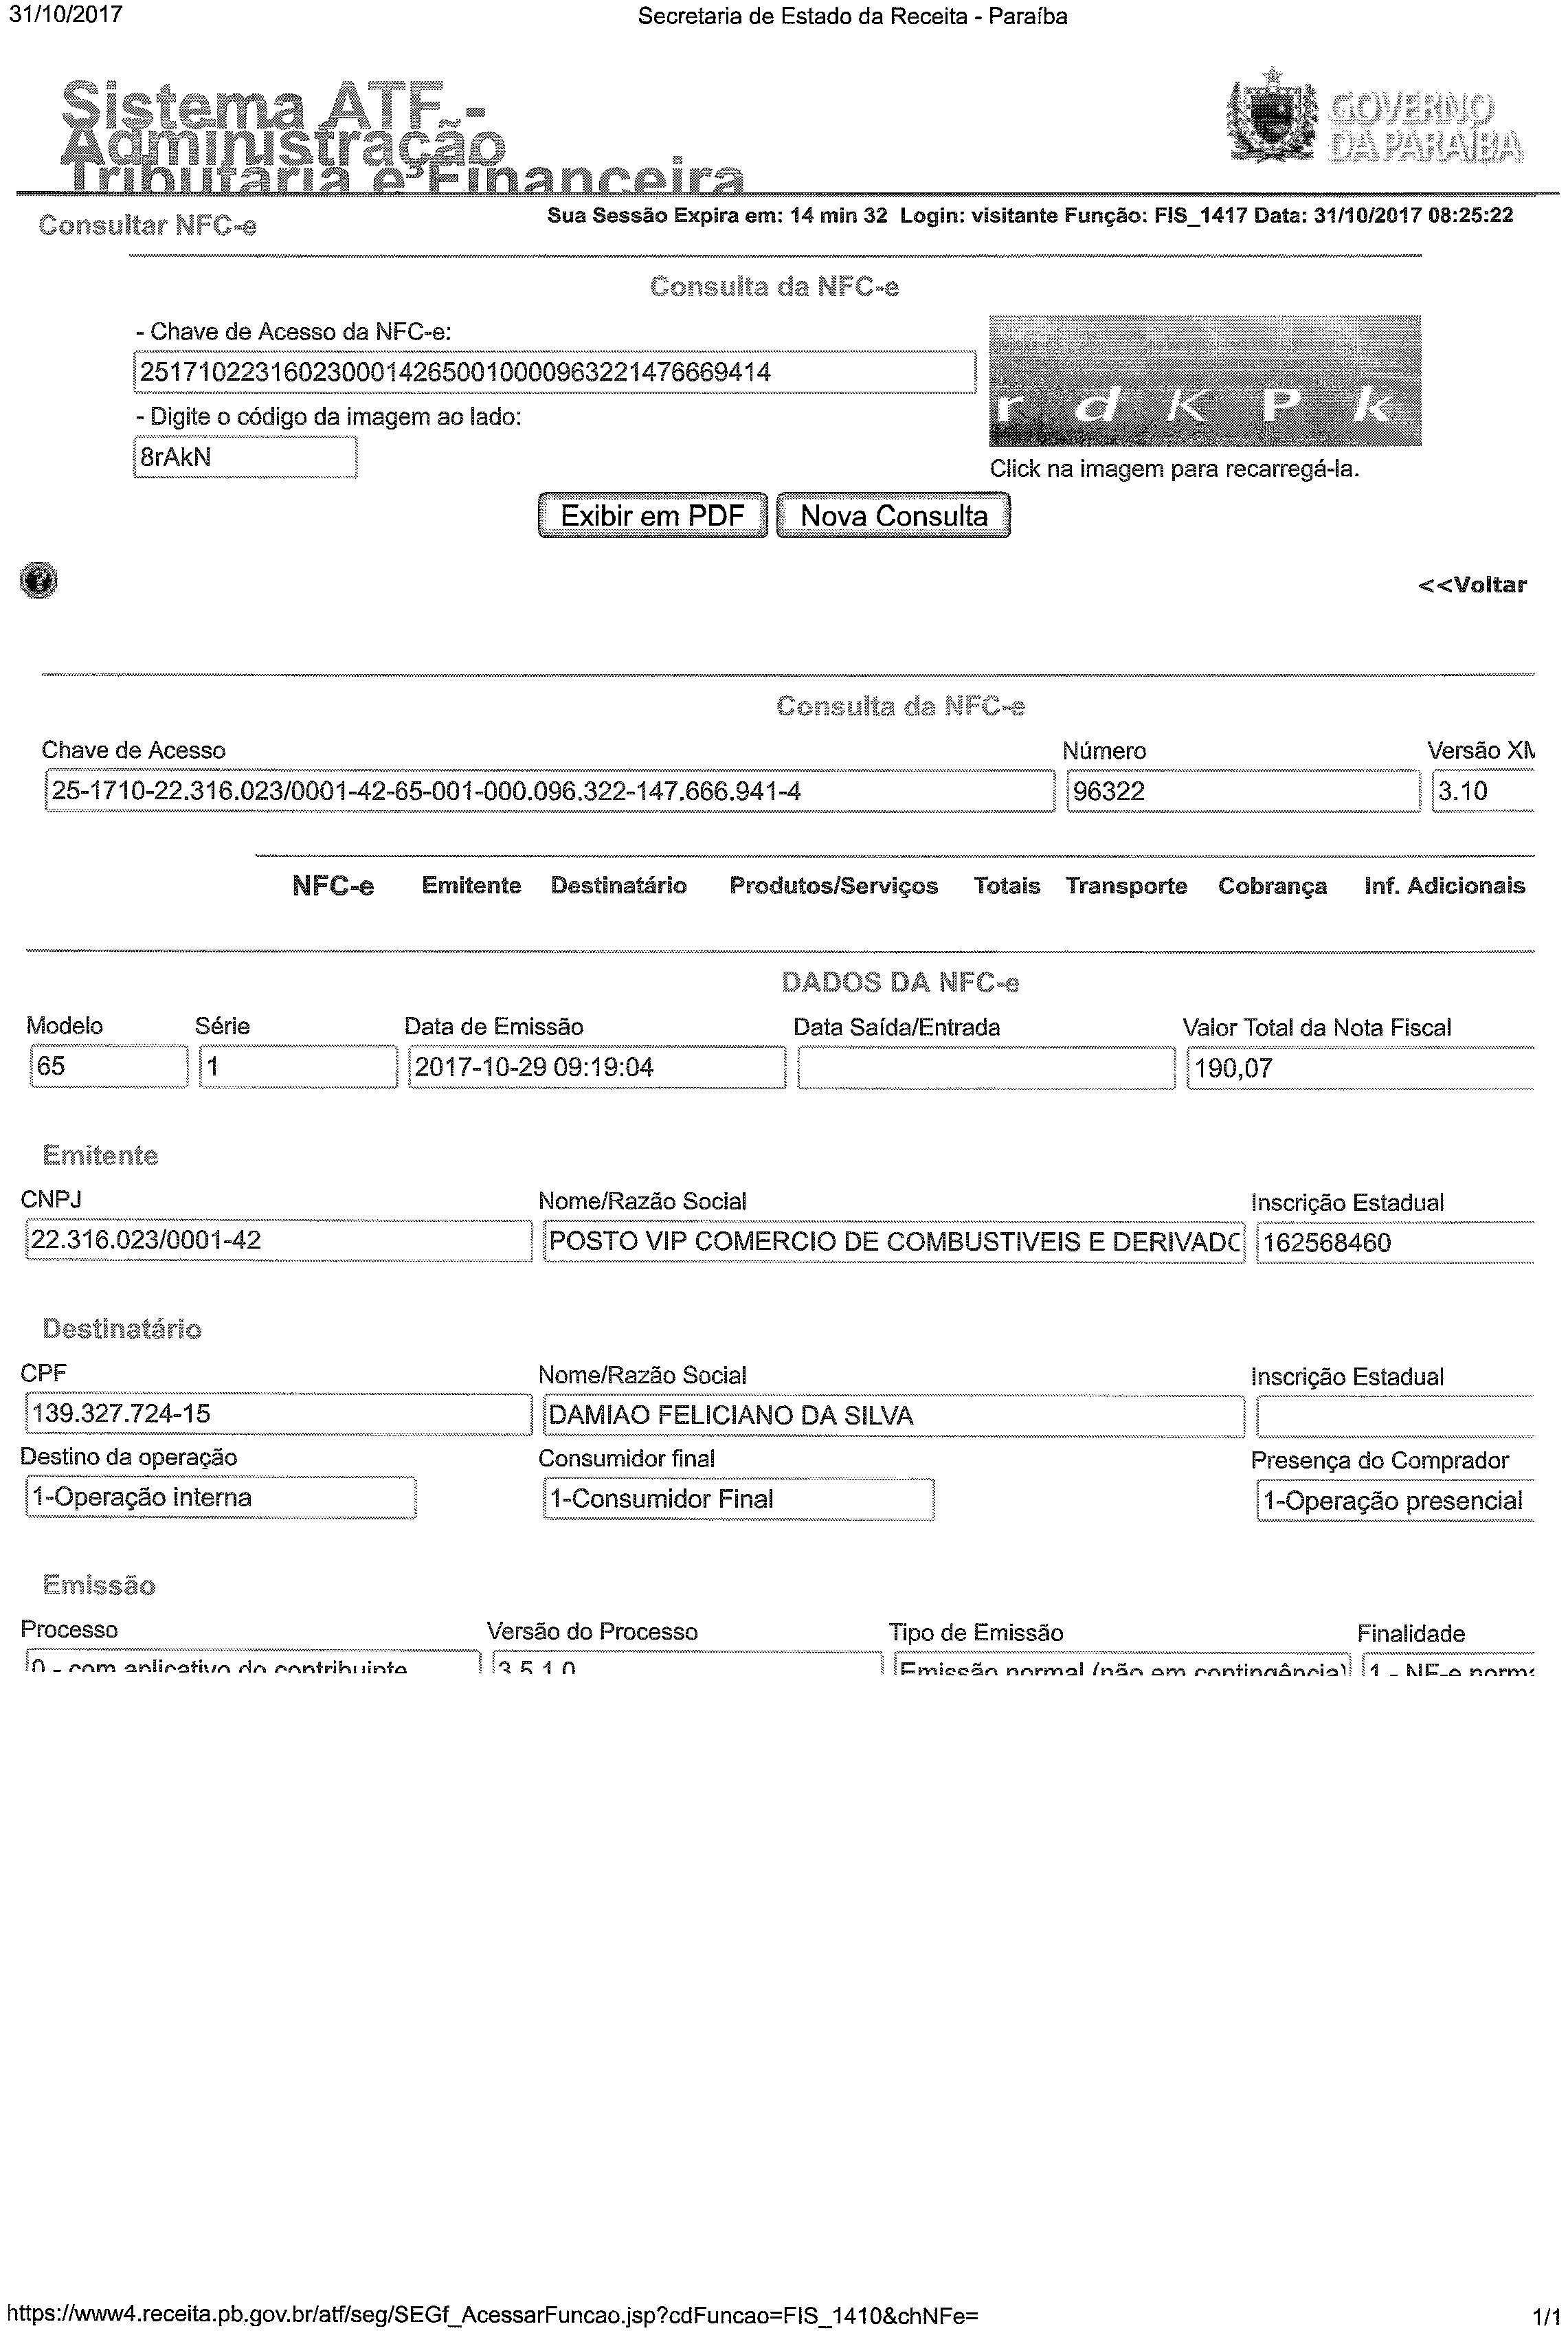 31/10/2017 Secretaria de Estado da Receita - Paraíba
Sistema ATF -
Administração
Tributária e Financeira
GOVERNO
DA PARAÍBA
Consultar NFC-e Sua Sessão Expira em: 14 min 32 Login: visitante Função: FIS_1417 Data: 31/10/2017 08:25:22
Consulta da NFC-e
- Chave de Acesso da NFC-e:
25171022316023000142650010000963221476669414
- Digite o código da imagem ao lado:
r d K P k
8rAkN
Click na imagem para recarregá-la.
Exibir em PDF Nova Consulta
?
<<Voltar
Consulta da NFC-e
Chave de Acesso Número Versão XM
25-1710-22.316.023/0001-42-65-001-000.096.322-147.666.941-4 96322 3.10
NFC-e Emitente Destinatário Produtos/Serviços Totais Transporte Cobrança Inf. Adicionais
DADOS DA NFC-e
Modelo Série Data de Emissão Data Saída/Entrada Valor Total da Nota Fiscal
65 1 2017-10-29 09:19:04 190,07
Emitente
CNPJ Nome/Razão Social Inscrição Estadual
22.316.023/0001-42 POSTO VIP COMERCIO DE COMBUSTIVEIS E DERIVADO 162568460
Destinatário
CPF Nome/Razão Social Inscrição Estadual
139.327.724-15 DAMIAO FELICIANO DA SILVA
Destino da operação Consumidor final Presença do Comprador
1-Operação interna 1-Consumidor Final 1-Operação presencial
Emissão
Processo Versão do Processo Tipo de Emissão Finalidade
0 - com aplicativo do contribuinte 3.5.1.0 Emissão normal (não em contingência) 1 - NF-e norma
https://www4.receita.pb.gov.br/atf/seg/SEGf_AcessarFuncao.jsp?cdFuncao=FIS_1410&chNFe= 1/1